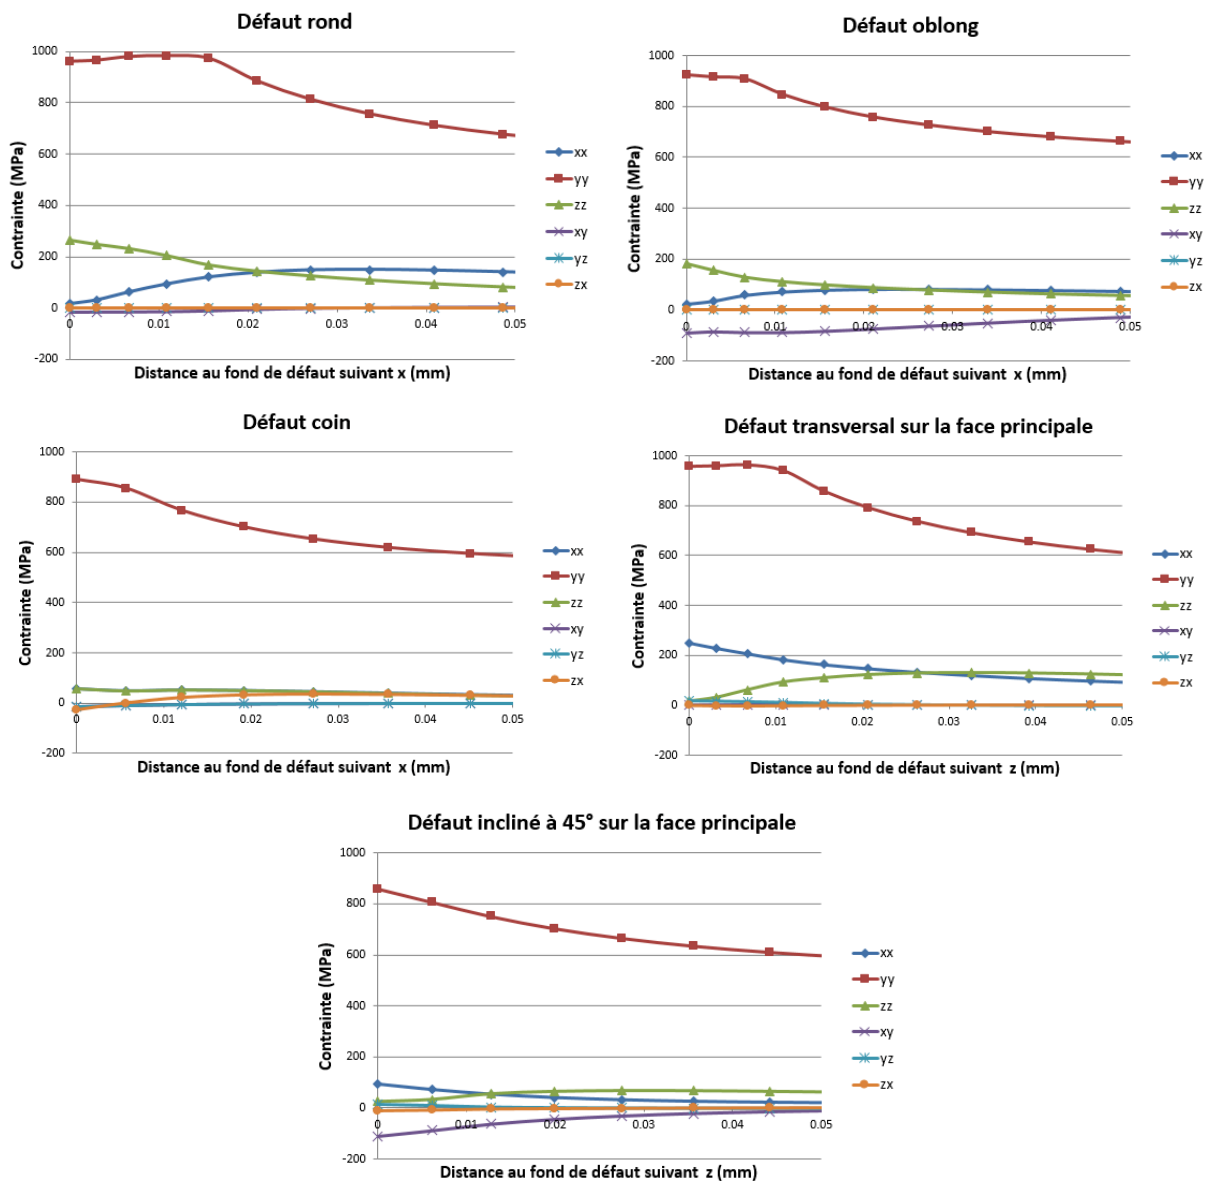 Défaut rond
1000
800
600
400
200
0
-200
0
0.01
0.02
0.03
0.04
0.05
Contrainte (MPa)
Distance au fond de défaut suivant x (mm)
xx
yy
zz
xy
yz
zx
Défaut oblong
1000
800
600
400
200
0
-200
0
0.01
0.02
0.03
0.04
0.05
Contrainte (MPa)
Distance au fond de défaut suivant x (mm)
xx
yy
zz
xy
yz
zx
Défaut coin
1000
800
600
400
200
0
-200
0
0.01
0.02
0.03
0.04
0.05
Contrainte (MPa)
Distance au fond de défaut suivant x (mm)
xx
yy
zz
xy
yz
zx
Défaut transversal sur la face principale
1000
800
600
400
200
0
-200
0
0.01
0.02
0.03
0.04
0.05
Contrainte (MPa)
Distance au fond de défaut suivant z (mm)
xx
yy
zz
xy
yz
zx
Défaut incliné à 45° sur la face principale
1000
800
600
400
200
0
-200
0
0.01
0.02
0.03
0.04
0.05
Contrainte (MPa)
Distance au fond de défaut suivant z (mm)
xx
yy
zz
xy
yz
zx